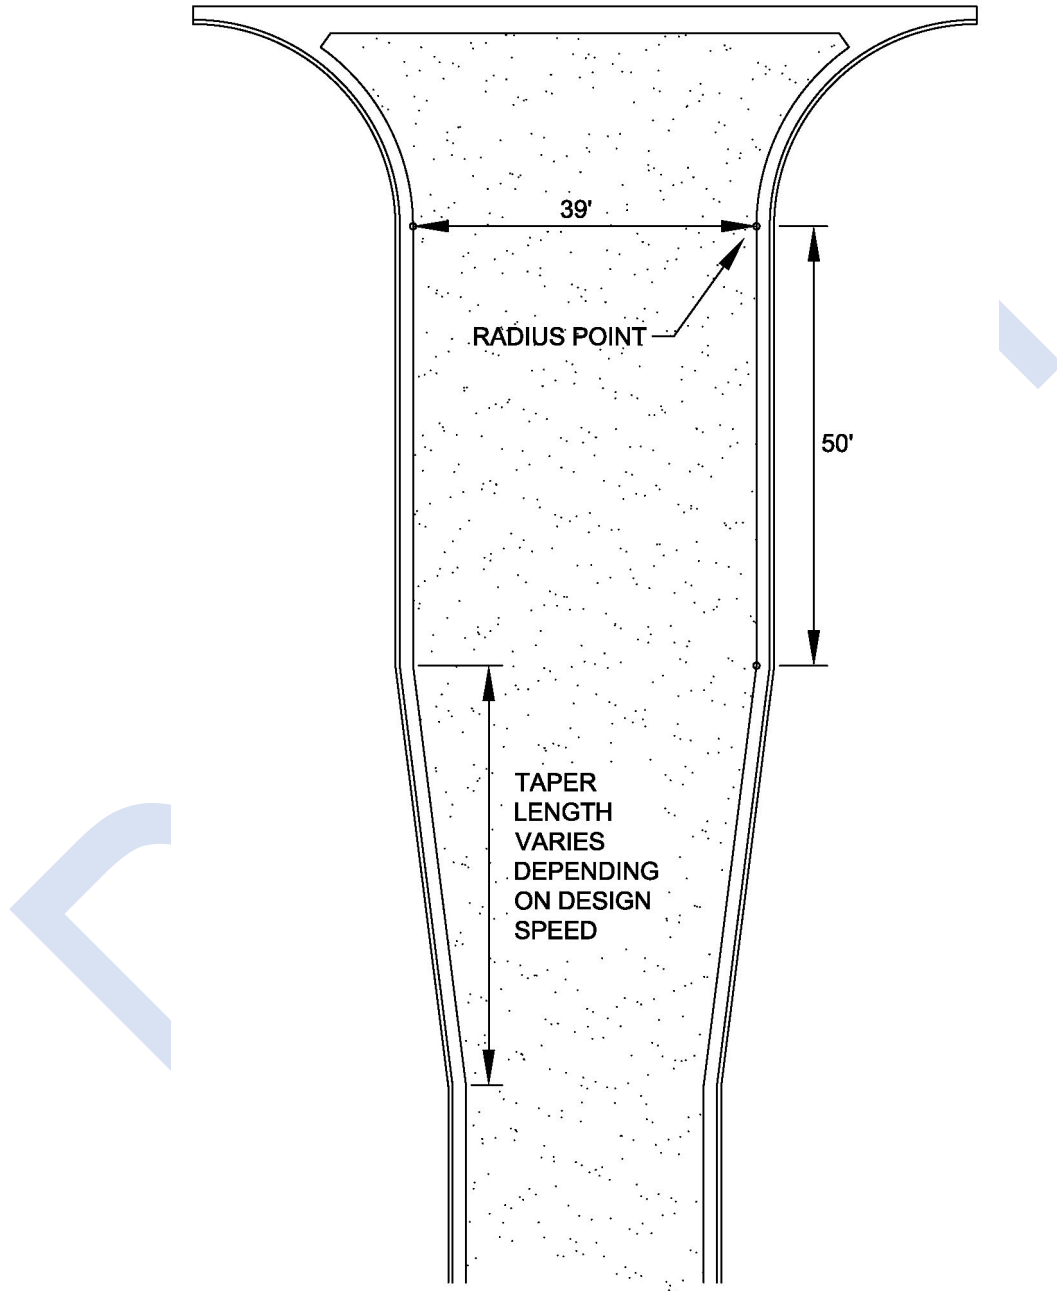 39'
RADIUS POINT
50'
TAPER
LENGTH
VARIES
DEPENDING
ON DESIGN
SPEED